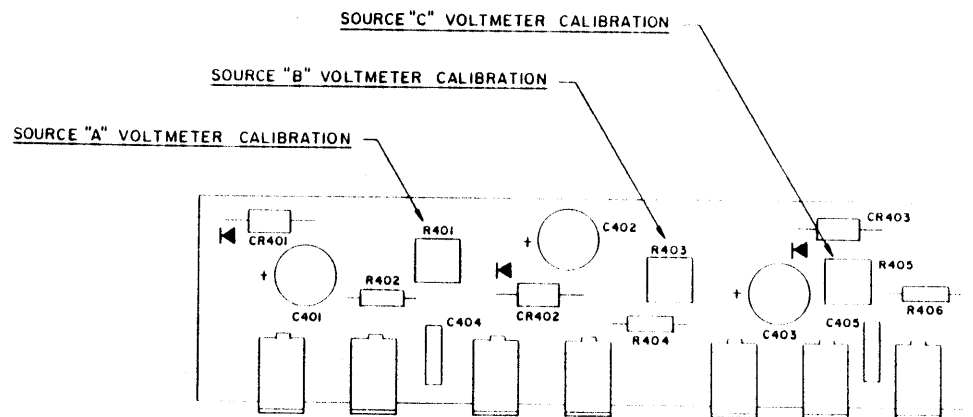 SOURCE "C" VOLTMETER CALIBRATION
SOURCE "B" VOLTMETER CALIBRATION
SOURCE "A" VOLTMETER CALIBRATION
CR401
R401
C402
CR403
R403
R405
+
+
+
R402
C401
C404
CR402
R404
C403
C405
R406